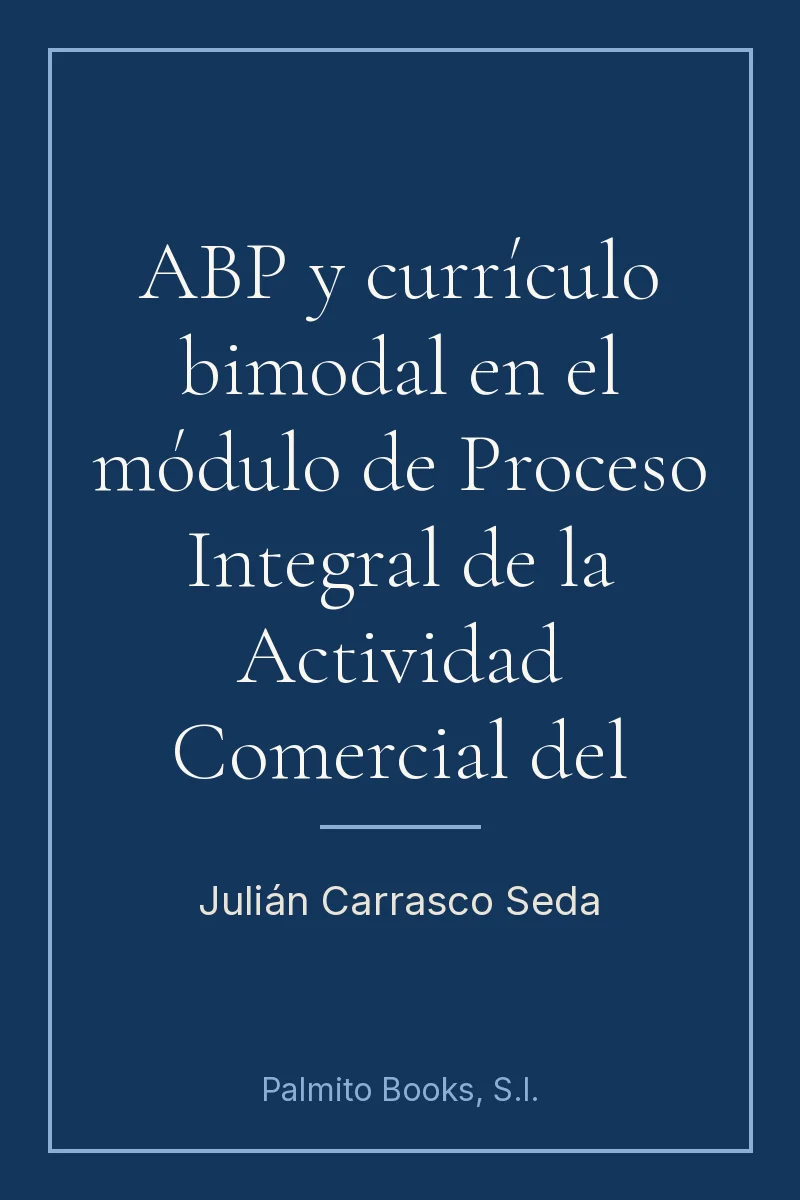 ABP y currículo
bimodal en el
módulo de Proceso
Integral de la
Actividad
Comercial del
Julián Carrasco Seda
Palmito Books, S.l.